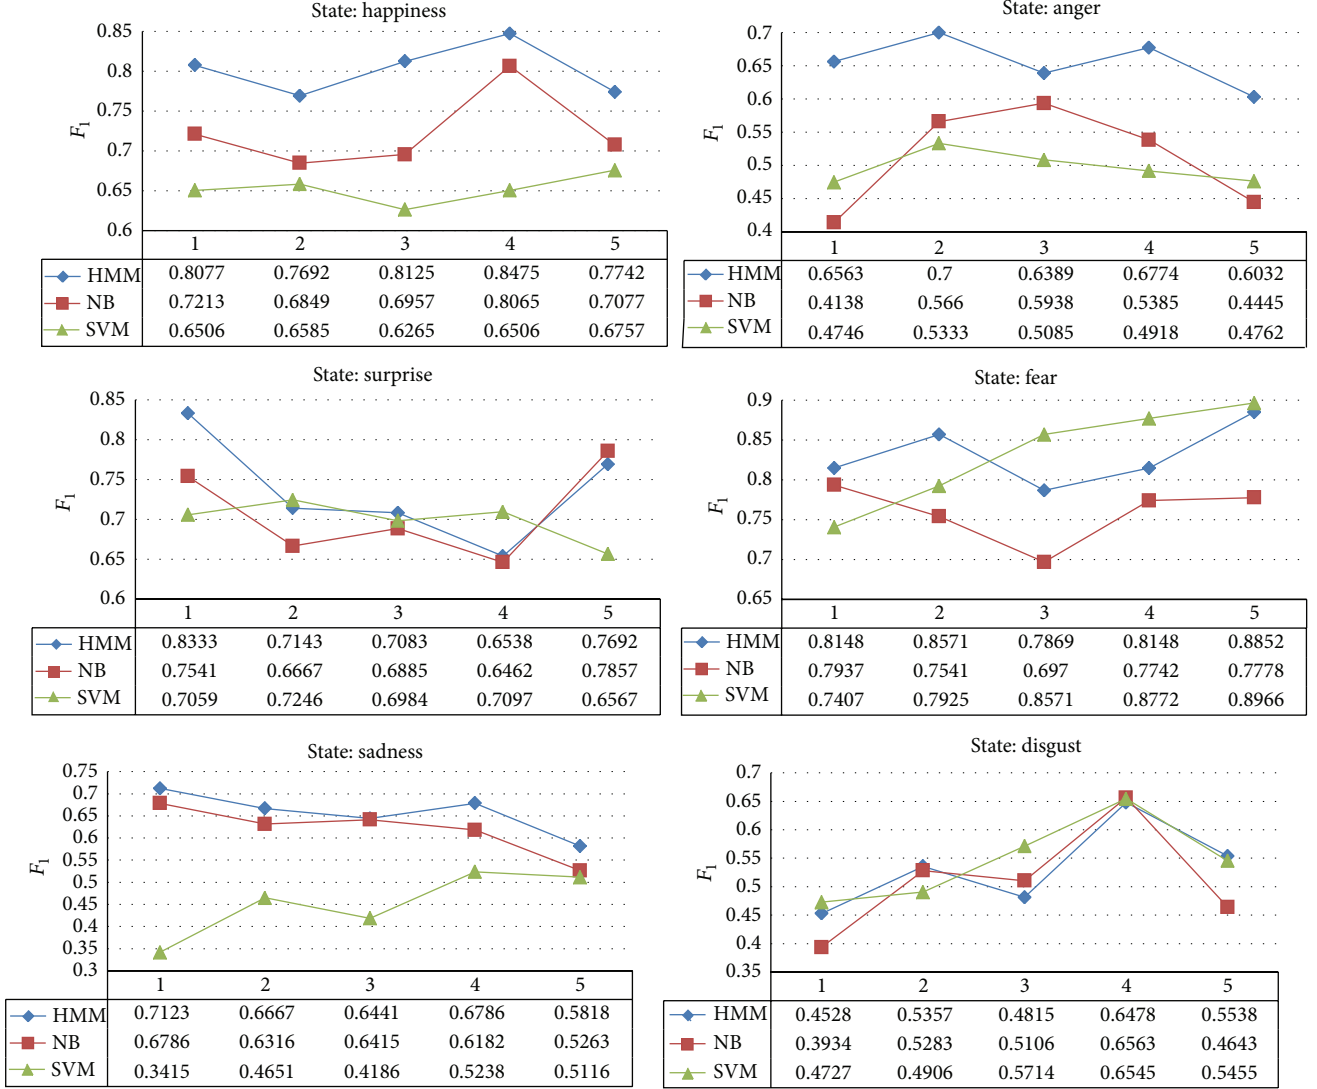 State: happiness
0.85
0.8
0.75
0.7
0.65
0.6
F1
1 2 3 4 5
HMM 0.8077 0.7692 0.8125 0.8475 0.7742
NB 0.7213 0.6849 0.6957 0.8065 0.7077
SVM 0.6506 0.6585 0.6265 0.6506 0.6757
State: anger
0.7
0.65
0.6
0.55
0.5
0.45
0.4
F1
1 2 3 4 5
HMM 0.6563 0.7 0.6389 0.6774 0.6032
NB 0.4138 0.566 0.5938 0.5385 0.4445
SVM 0.4746 0.5333 0.5085 0.4918 0.4762
State: surprise
0.85
0.8
0.75
0.7
0.65
0.6
F1
1 2 3 4 5
HMM 0.8333 0.7143 0.7083 0.6538 0.7692
NB 0.7541 0.6667 0.6885 0.6462 0.7857
SVM 0.7059 0.7246 0.6984 0.7097 0.6567
State: fear
0.9
0.85
0.8
0.75
0.7
0.65
F1
1 2 3 4 5
HMM 0.8148 0.8571 0.7869 0.8148 0.8852
NB 0.7937 0.7541 0.697 0.7742 0.7778
SVM 0.7407 0.7925 0.8571 0.8772 0.8966
State: sadness
0.75
0.7
0.65
0.6
0.55
0.5
0.45
0.4
0.35
0.3
F1
1 2 3 4 5
HMM 0.7123 0.6667 0.6441 0.6786 0.5818
NB 0.6786 0.6316 0.6415 0.6182 0.5263
SVM 0.3415 0.4651 0.4186 0.5238 0.5116
State: disgust
0.7
0.65
0.6
0.55
0.5
0.45
0.4
0.35
F1
1 2 3 4 5
HMM 0.4528 0.5357 0.4815 0.6478 0.5538
NB 0.3934 0.5283 0.5106 0.6563 0.4643
SVM 0.4727 0.4906 0.5714 0.6545 0.5455